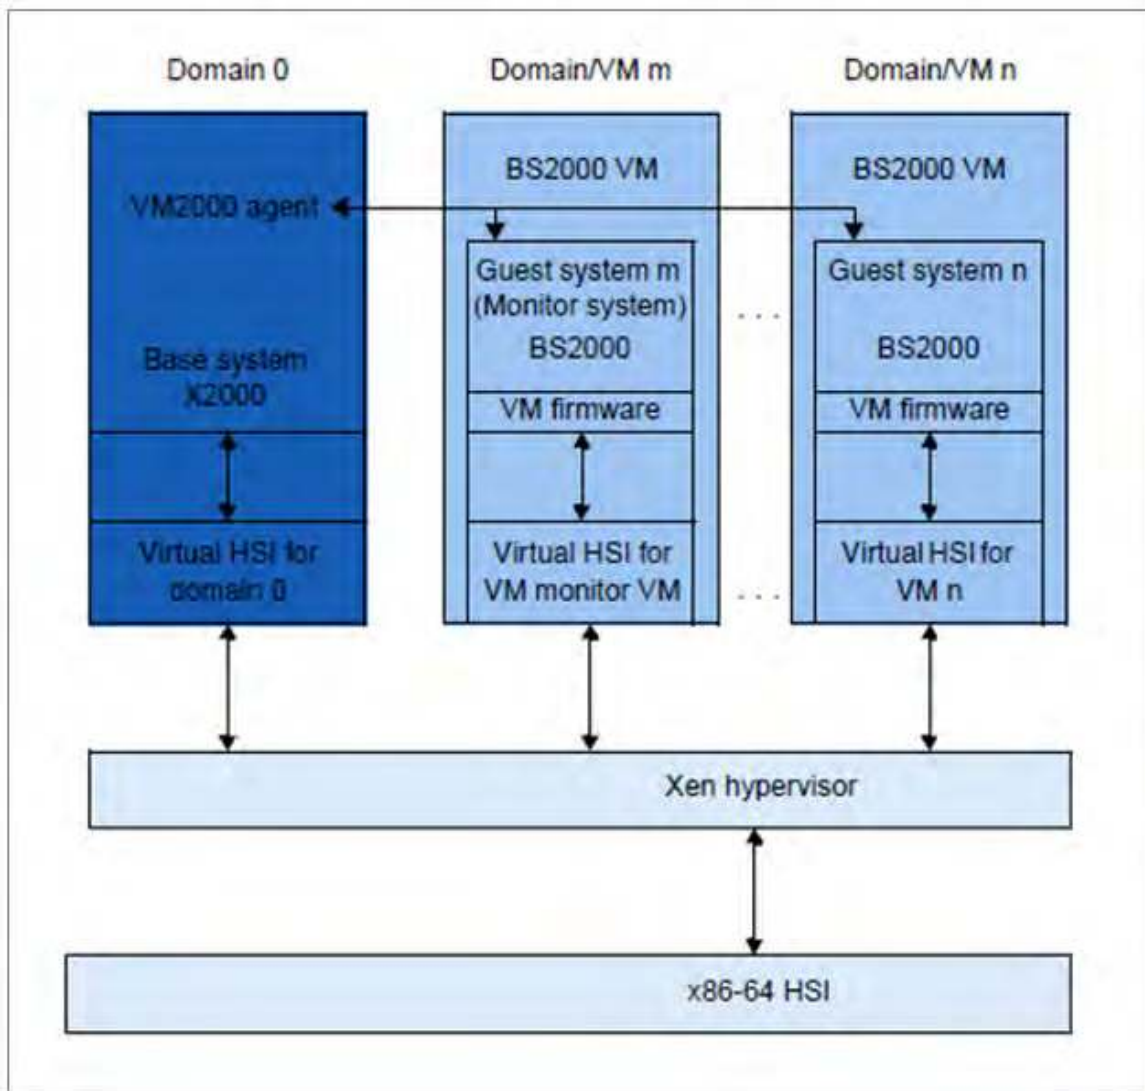 Domain 0
Domain/VM m
Domain/VM n
VM2000 agent
Base system
X2000
Virtual HSI for
domain 0
BS2000 VM
Guest system m
(Monitor system)
BS2000
VM firmware
Virtual HSI for
VM monitor VM
. . .
. . .
BS2000 VM
Guest system n
BS2000
VM firmware
Virtual HSI for
VM n
Xen hypervisor
x86-64 HSI